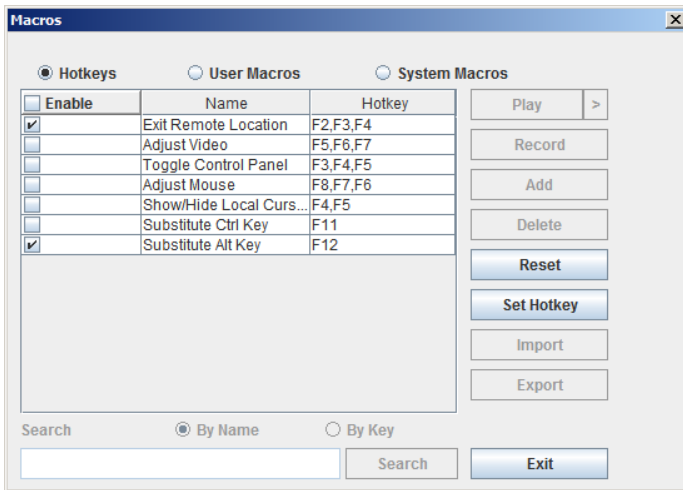 Macros
Hotkeys User Macros System Macros
Enable Name Hotkey Play >
Exit Remote Location F2,F3,F4
Adjust Video F5,F6,F7 Record
Toggle Control Panel F3,F4,F5
Adjust Mouse F8,F7,F6 Add
Show/Hide Local Curs... F4,F5
Substitute Ctrl Key F11 Delete
Substitute Alt Key F12
Reset
Set Hotkey
Import
Export
Search By Name By Key
Search Exit